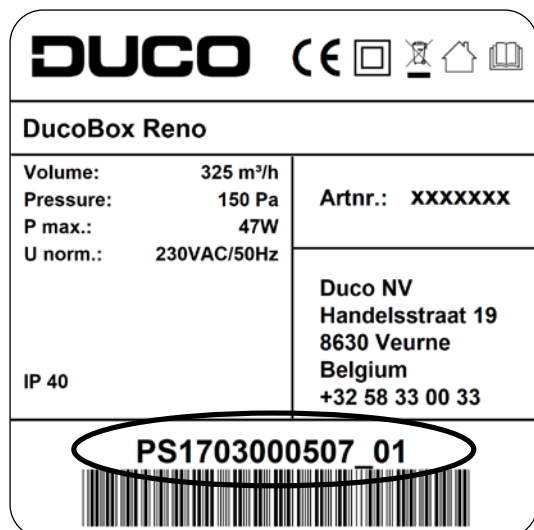 DUCO CE
DucoBox Reno
Volume: 325 m³/h
Pressure: 150 Pa
P max.: 47W
U norm.: 230VAC/50Hz
IP 40
Artnr.: xxxxxxx
Duco NV
Handelsstraat 19
8630 Veurne
Belgium
+32 58 33 00 33
PS1703000507_01